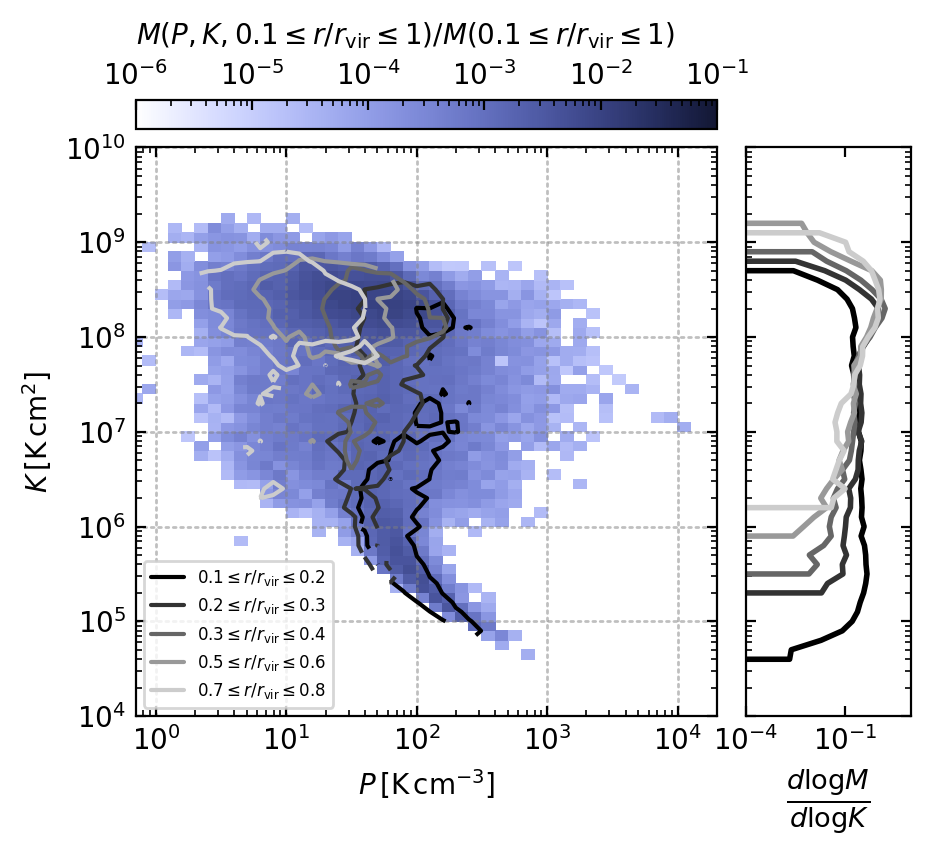 M(P, K, 0.1 ≤ r/r_vir ≤ 1)/M(0.1 ≤ r/r_vir ≤ 1)
10^−6 10^−5 10^−4 10^−3 10^−2 10^−1
10^10
10^9
10^8
10^7
10^6
10^5
10^4
K [K cm^2]
0.1 ≤ r/r_vir ≤ 0.2
0.2 ≤ r/r_vir ≤ 0.3
0.3 ≤ r/r_vir ≤ 0.4
0.5 ≤ r/r_vir ≤ 0.6
0.7 ≤ r/r_vir ≤ 0.8
10^0 10^1 10^2 10^3 10^4 10^−4 10^−1
P [K cm^−3]
dlogM
dlogK